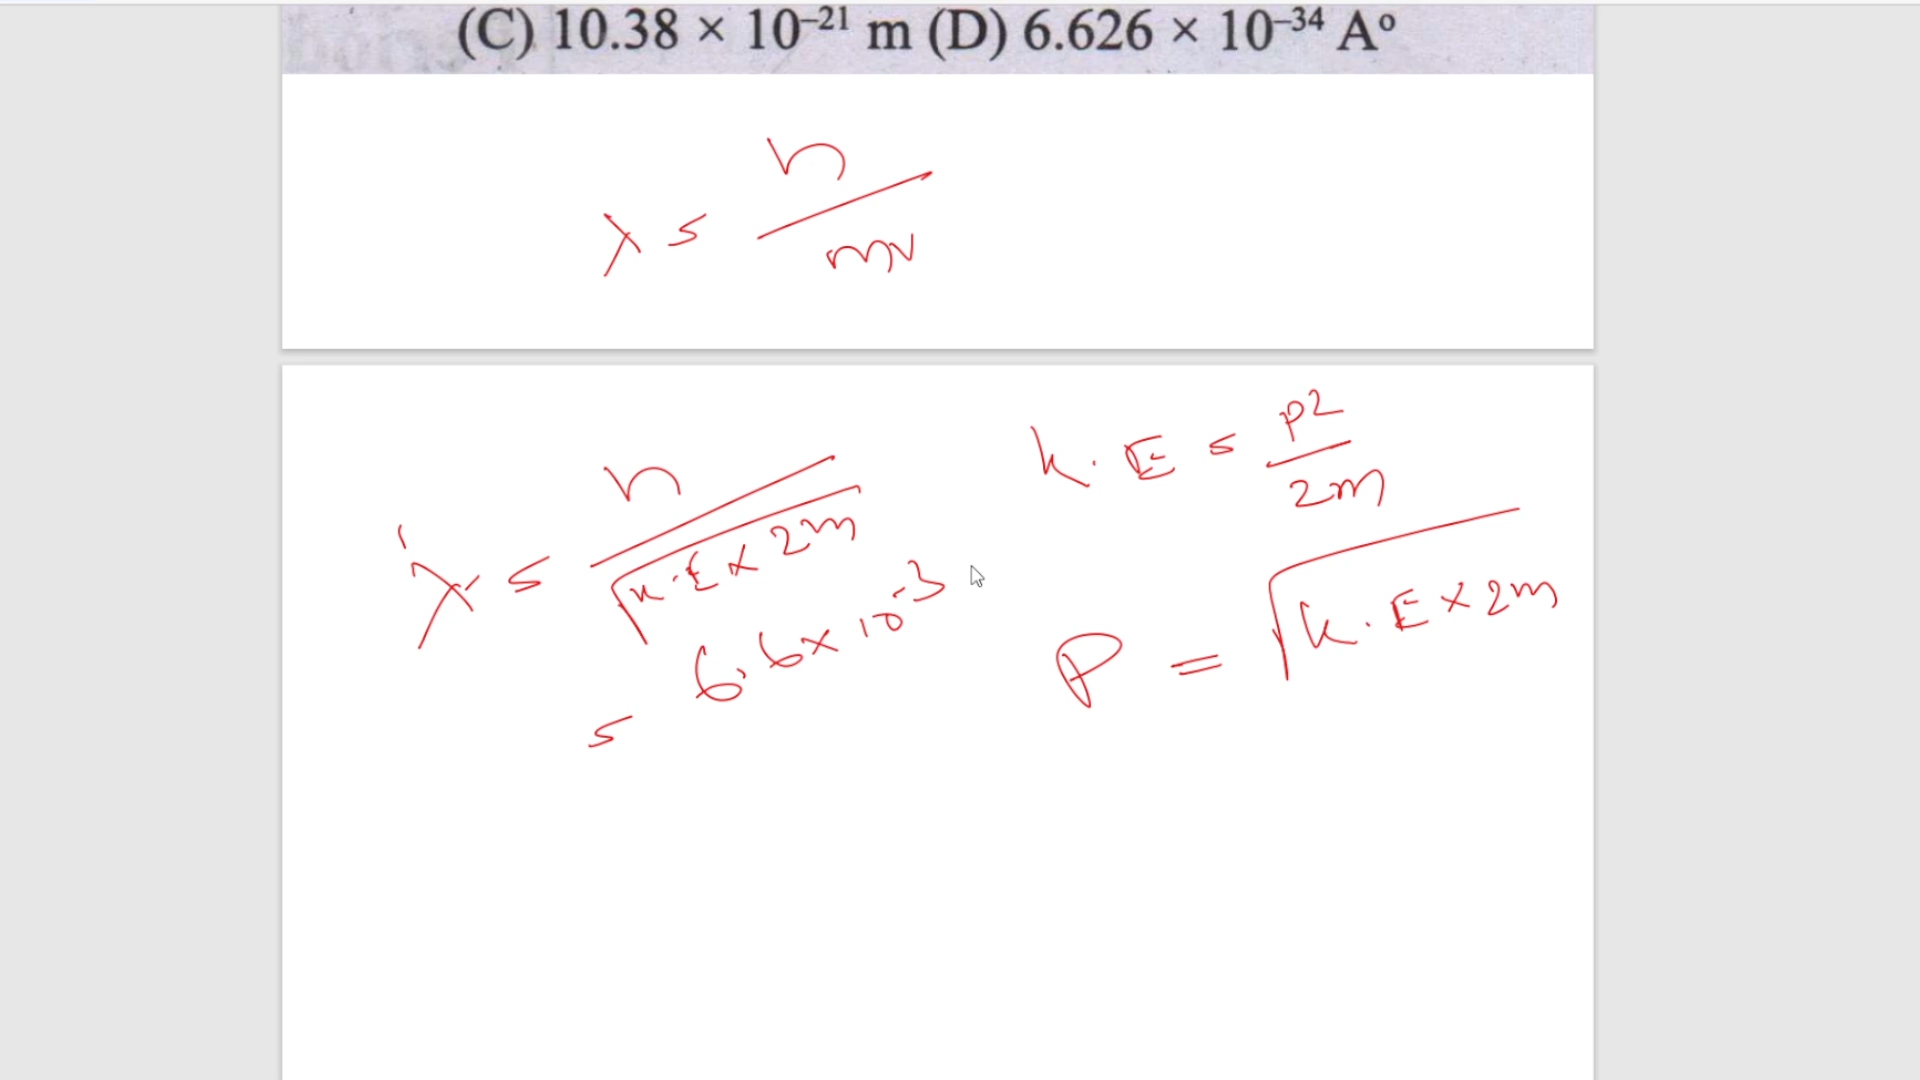 (C) 10.38 × 10⁻²¹ m (D) 6.626 × 10⁻³⁴ A°
λ = h / mv
K.E = p2 / 2m
λ = h / √K.E × 2m
P = √K.E × 2m
= 6.6 × 10-3